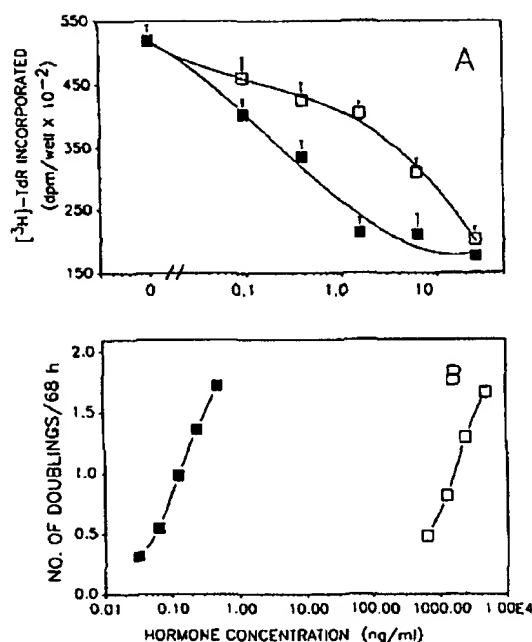 A
[³H]-TdR INCORPORATED
(dpm/well x 10⁻²)
550
450
350
250
150
0
0.1
1.0
10
B
NO. OF DOUBLINGS/68 h
2.0
1.5
1.0
0.5
0.0
0.01
0.10
1.00
10.00
100.00
1000.00
1.00E4
HORMONE CONCENTRATION (ng/ml)